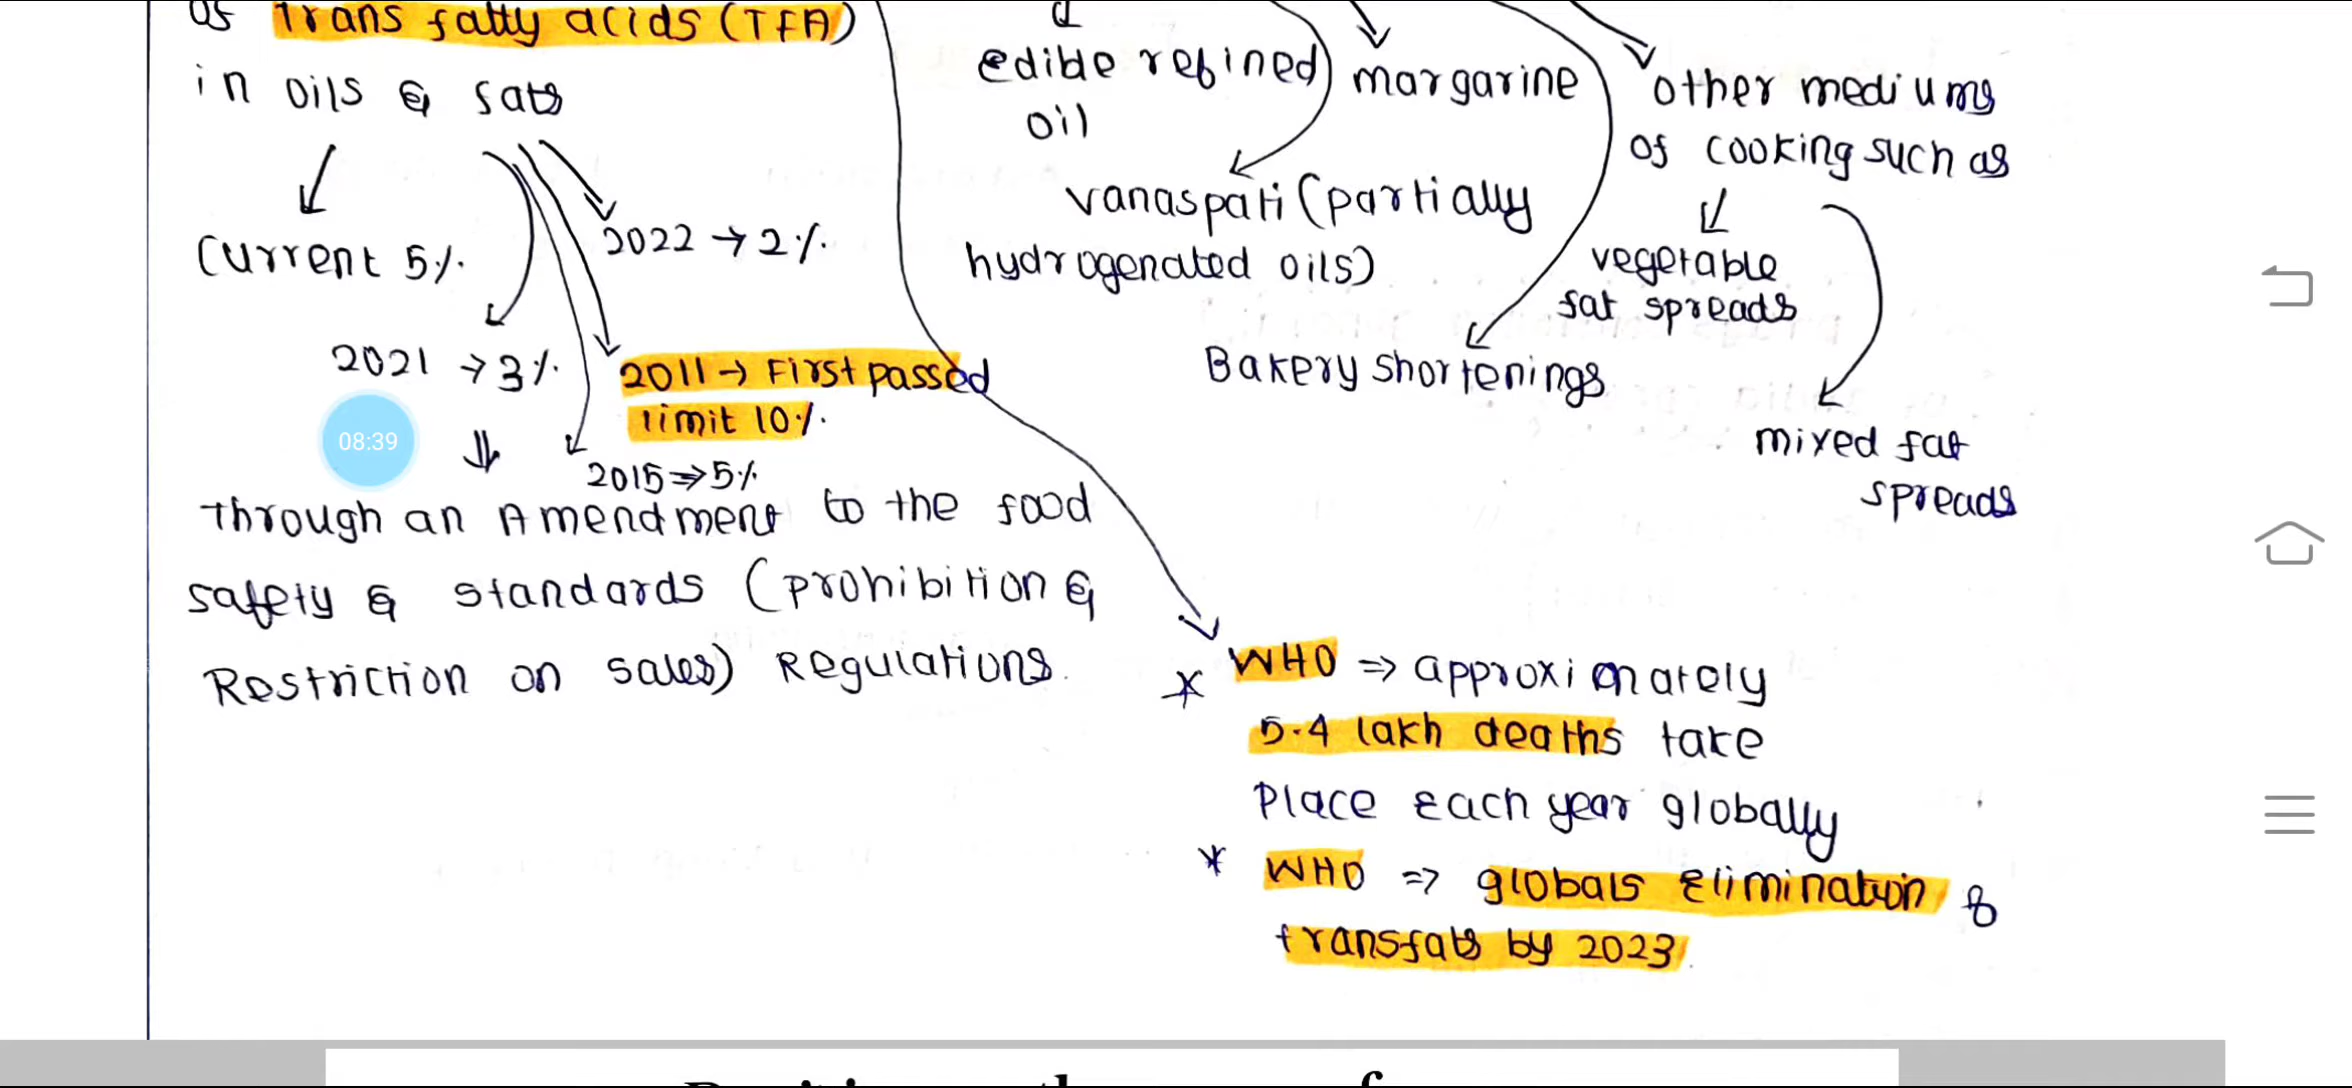 of Trans fatty acids (TFA)
in oils & fats
Current 5%.
2022 → 2%.
2021 → 3%.
2011 → First passed
limit 10%.
2015 ⇒ 5%
08:39
Through an Amendment to the food
safety & standards (prohibition &
Restriction on sales) Regulations.
edible refined
oil
margarine
vanaspati (partially
hydrogenated oils)
Bakery shortenings
other mediums
of cooking such as
vegetable
fat spreads
mixed fat
spreads
* WHO ⇒ approximately
5.4 lakh deaths take
Place Each year globally
* WHO ⇒ globals Elimination of
transfats by 2023.